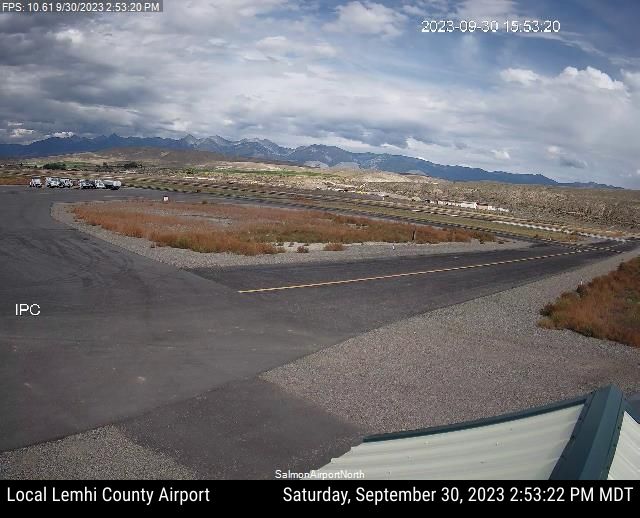 FPS: 10.61 9/30/2023 2:53:20 PM
2023-09-30 15:53:20
IPC
SalmonAirportNorth
Local Lemhi County Airport Saturday, September 30, 2023 2:53:22 PM MDT